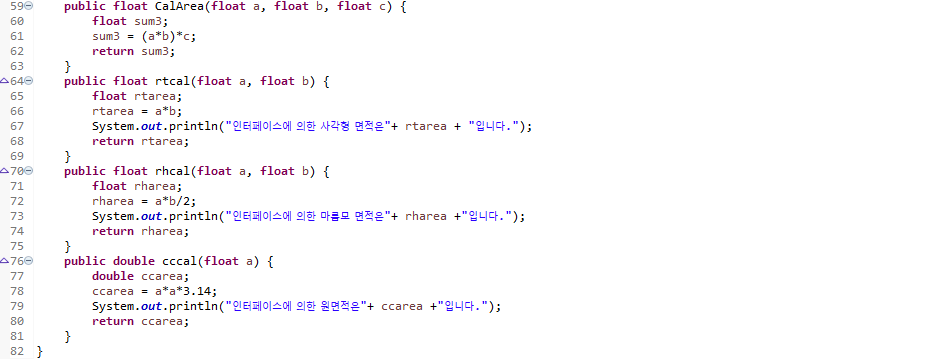 59 public float CalArea(float a, float b, float c) {
60 float sum3;
61 sum3 = (a*b)*c;
62 return sum3;
63 }
64 public float rtcal(float a, float b) {
65 float rtarea;
66 rtarea = a*b;
67 System.out.println("인터페이스에 의한 사각형 면적은"+ rtarea + "입니다.");
68 return rtarea;
69 }
70 public float rhcal(float a, float b) {
71 float rharea;
72 rharea = a*b/2;
73 System.out.println("인터페이스에 의한 마름모 면적은"+ rharea +"입니다.");
74 return rharea;
75 }
76 public double cccal(float a) {
77 double ccarea;
78 ccarea = a*a*3.14;
79 System.out.println("인터페이스에 의한 원면적은"+ ccarea +"입니다.");
80 return ccarea;
81 }
82 }